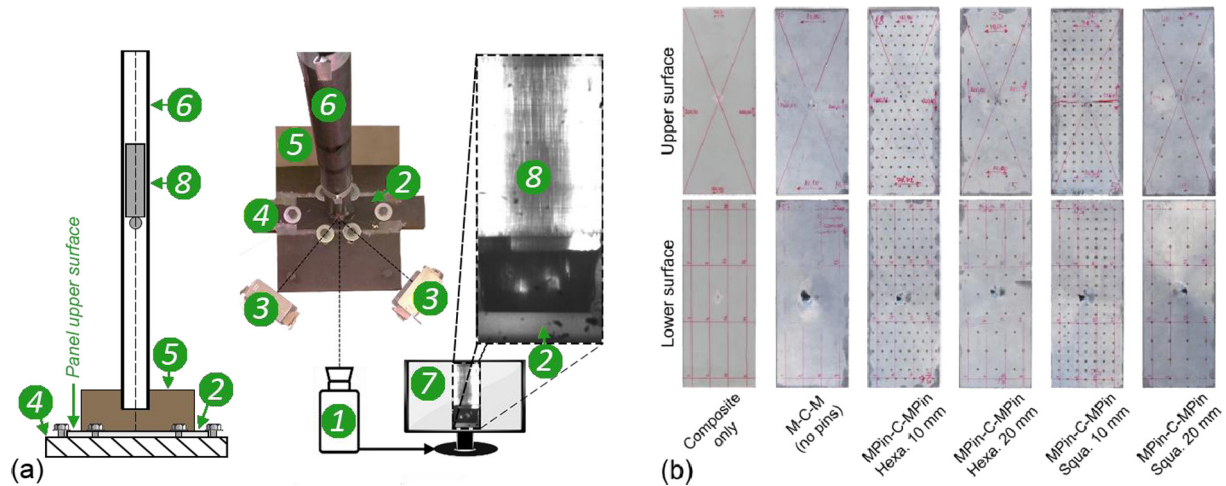 6
8
Panel upper surface
5
4
2
(a)
6
5
2
4
3
3
1
7
8
2
(b)
Upper surface
Lower surface
Composite
only
M-C-M
(no pins)
MPin-C-MPin
Hexa. 10 mm
MPin-C-MPin
Hexa. 20 mm
MPin-C-MPin
Squa. 10 mm
MPin-C-MPin
Squa. 20 mm